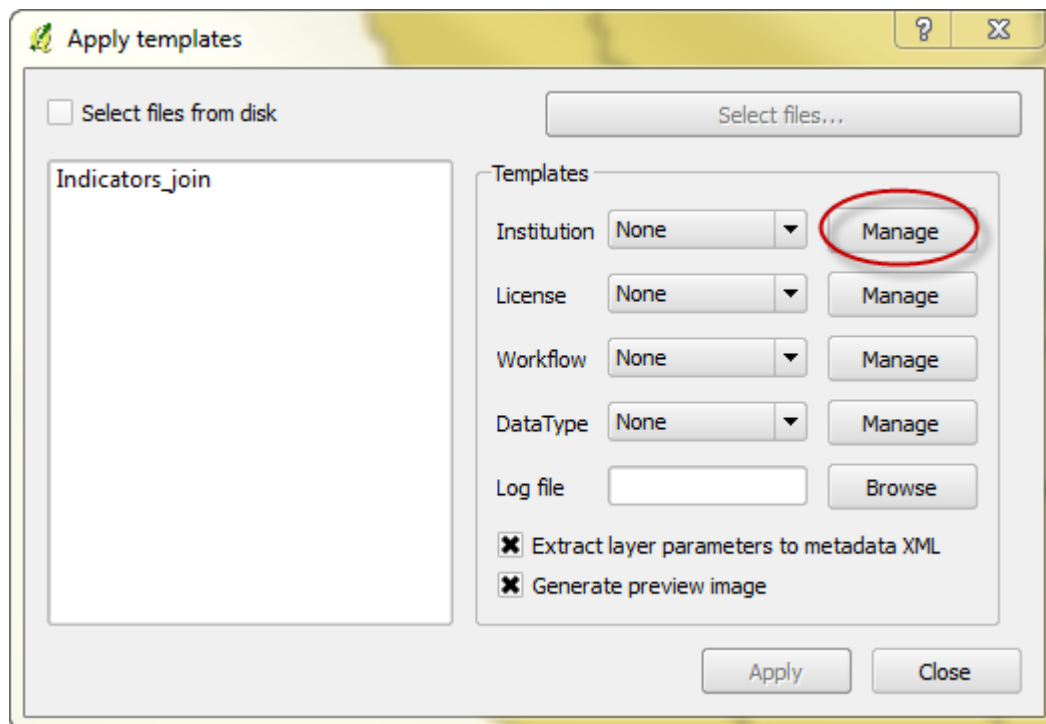 Apply templates
?
Select files from disk
Select files...
Indicators_join
Templates
Institution None Manage
License None Manage
Workflow None Manage
DataType None Manage
Log file Browse
Extract layer parameters to metadata XML
Generate preview image
Apply Close